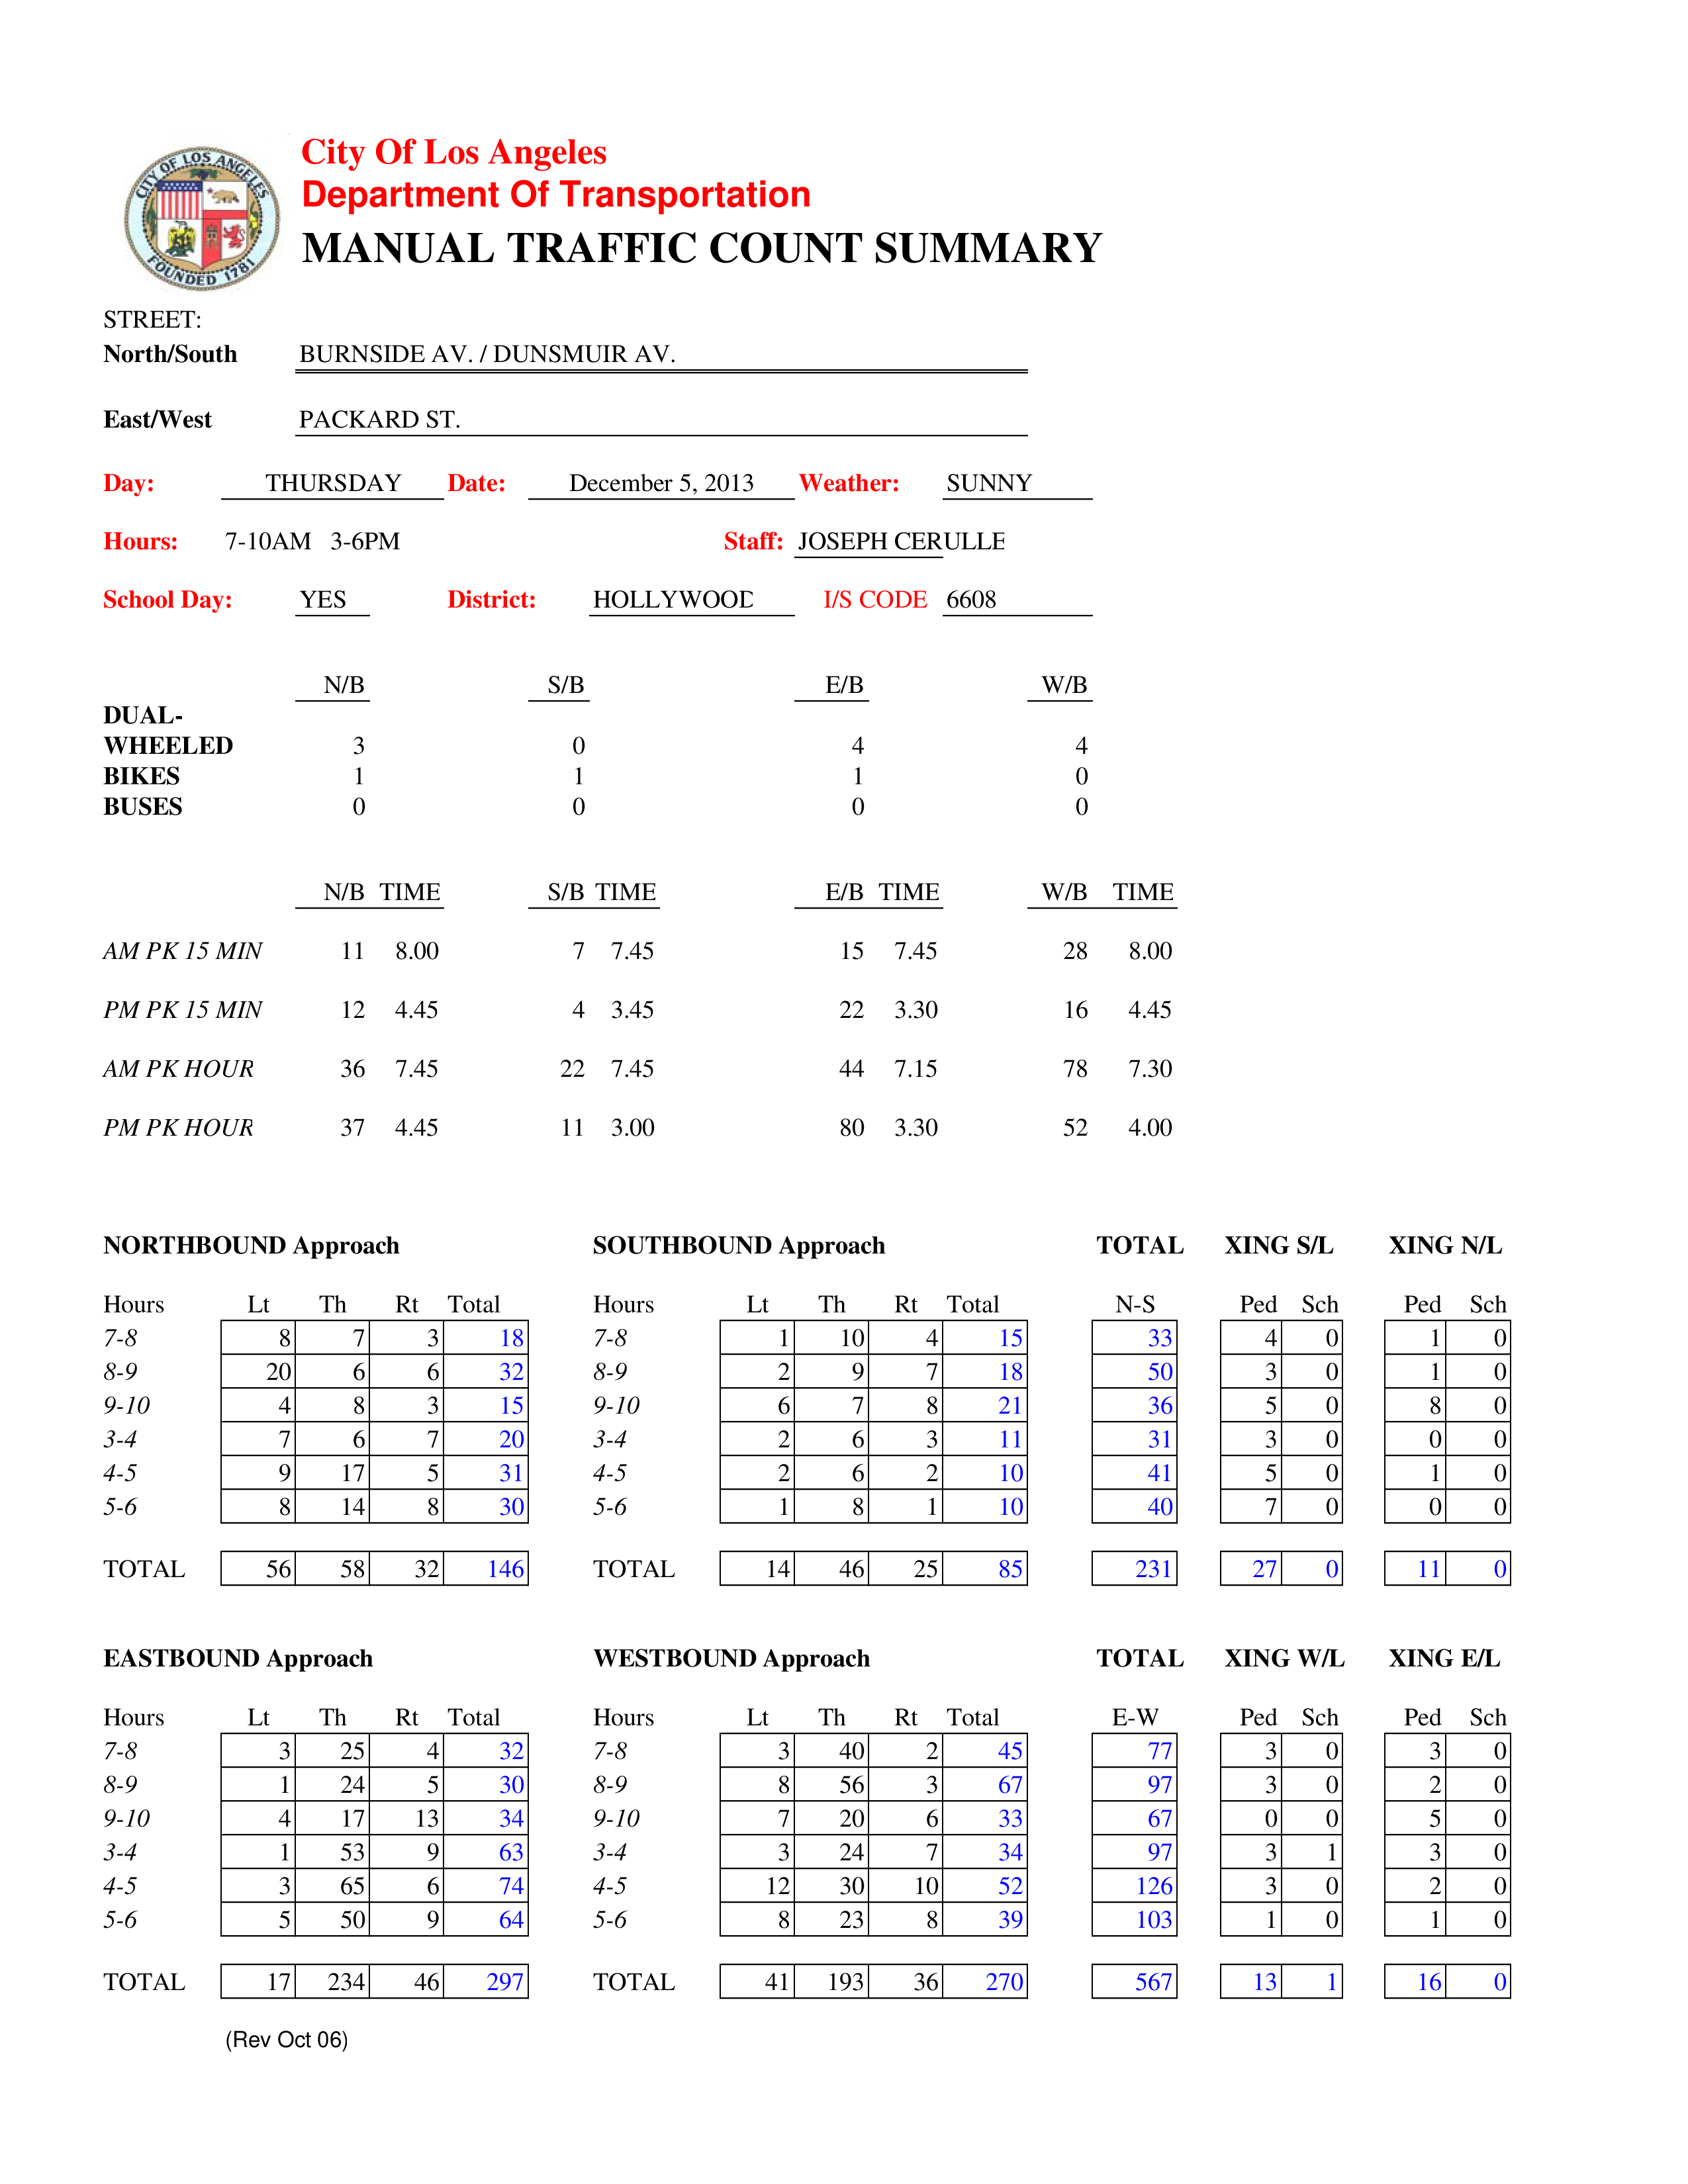 CITY OF LOS ANGELES
FOUNDED 1781
City Of Los Angeles
Department Of Transportation
MANUAL TRAFFIC COUNT SUMMARY
STREET:
North/South BURNSIDE AV. / DUNSMUIR AV.
East/West PACKARD ST.
Day: THURSDAY Date: December 5, 2013 Weather: SUNNY
Hours: 7-10AM 3-6PM Staff: JOSEPH CERULLE
School Day: YES District: HOLLYWOOD I/S CODE 6608
N/B S/B E/B W/B
DUAL-
WHEELED 3 0 4 4
BIKES 1 1 1 0
BUSES 0 0 0 0
N/B TIME S/B TIME E/B TIME W/B TIME
AM PK 15 MIN 11 8.00 7 7.45 15 7.45 28 8.00
PM PK 15 MIN 12 4.45 4 3.45 22 3.30 16 4.45
AM PK HOUR 36 7.45 22 7.45 44 7.15 78 7.30
PM PK HOUR 37 4.45 11 3.00 80 3.30 52 4.00
NORTHBOUND Approach SOUTHBOUND Approach TOTAL XING S/L XING N/L
Hours Lt Th Rt Total Hours Lt Th Rt Total N-S Ped Sch Ped Sch
7-8 8 7 3 18 7-8 1 10 4 15 33 4 0 1 0
8-9 20 6 6 32 8-9 2 9 7 18 50 3 0 1 0
9-10 4 8 3 15 9-10 6 7 8 21 36 5 0 8 0
3-4 7 6 7 20 3-4 2 6 3 11 31 3 0 0 0
4-5 9 17 5 31 4-5 2 6 2 10 41 5 0 1 0
5-6 8 14 8 30 5-6 1 8 1 10 40 7 0 0 0
TOTAL 56 58 32 146 TOTAL 14 46 25 85 231 27 0 11 0
EASTBOUND Approach WESTBOUND Approach TOTAL XING W/L XING E/L
Hours Lt Th Rt Total Hours Lt Th Rt Total E-W Ped Sch Ped Sch
7-8 3 25 4 32 7-8 3 40 2 45 77 3 0 3 0
8-9 1 24 5 30 8-9 8 56 3 67 97 3 0 2 0
9-10 4 17 13 34 9-10 7 20 6 33 67 0 0 5 0
3-4 1 53 9 63 3-4 3 24 7 34 97 3 1 3 0
4-5 3 65 6 74 4-5 12 30 10 52 126 3 0 2 0
5-6 5 50 9 64 5-6 8 23 8 39 103 1 0 1 0
TOTAL 17 234 46 297 TOTAL 41 193 36 270 567 13 1 16 0
(Rev Oct 06)